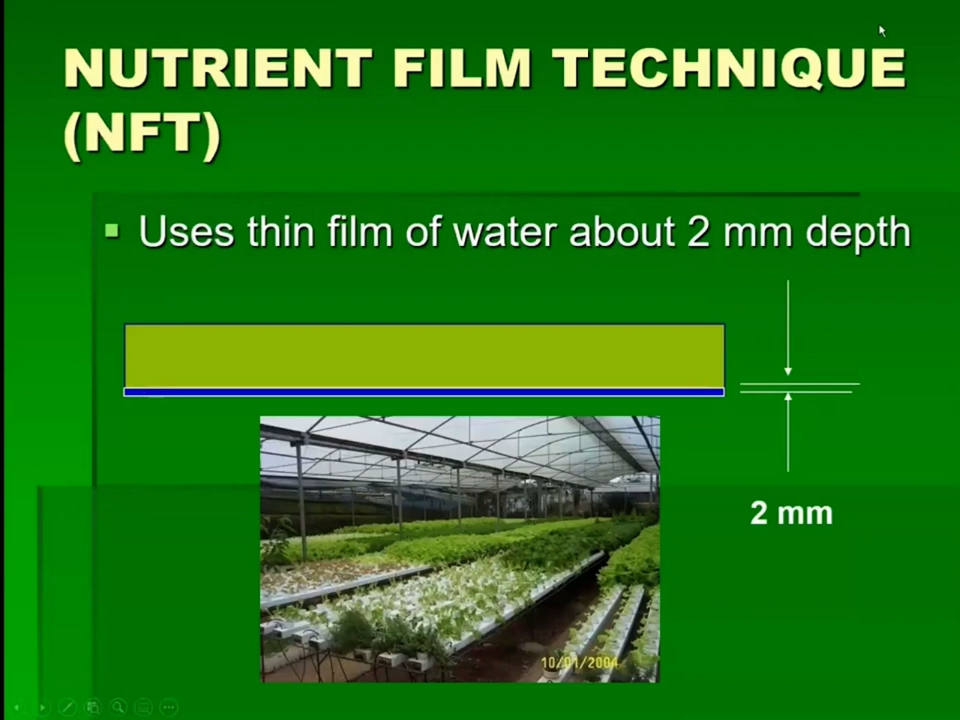 NUTRIENT FILM TECHNIQUE
(NFT)
Uses thin film of water about 2 mm depth
2 mm
10/01/2004